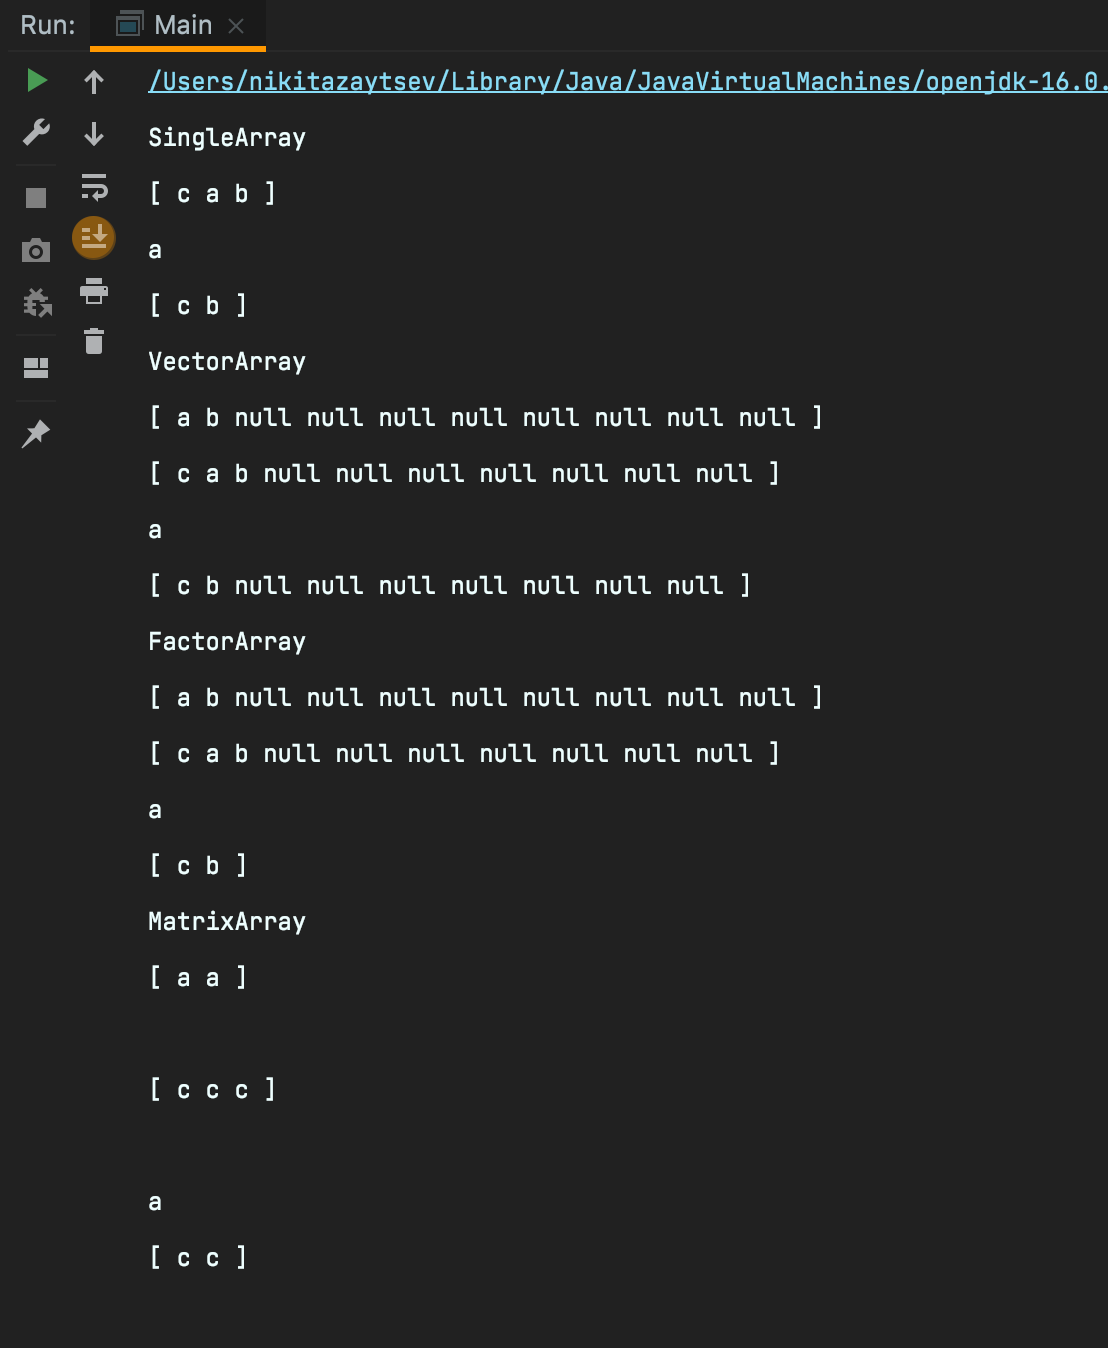 Run: Main
/Users/nikitazaytsev/Library/Java/JavaVirtualMachines/openjdk-16.0.
SingleArray
[ c a b ]
a
[ c b ]
VectorArray
[ a b null null null null null null null null ]
[ c a b null null null null null null null ]
a
[ c b null null null null null null null ]
FactorArray
[ a b null null null null null null null null ]
[ c a b null null null null null null null ]
a
[ c b ]
MatrixArray
[ a a ]
[ c c c ]
a
[ c c ]